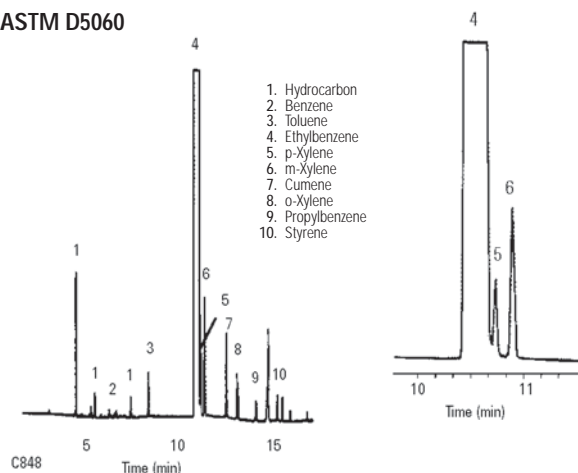 ASTM D5060
4
1. Hydrocarbon
2. Benzene
3. Toluene
4. Ethylbenzene
5. p-Xylene
6. m-Xylene
7. Cumene
8. o-Xylene
9. Propylbenzene
10. Styrene
1
6
5
7
3
8
1
2
1
9
10
5
10
15
Time (min)
C848
4
6
5
10
11
Time (min)